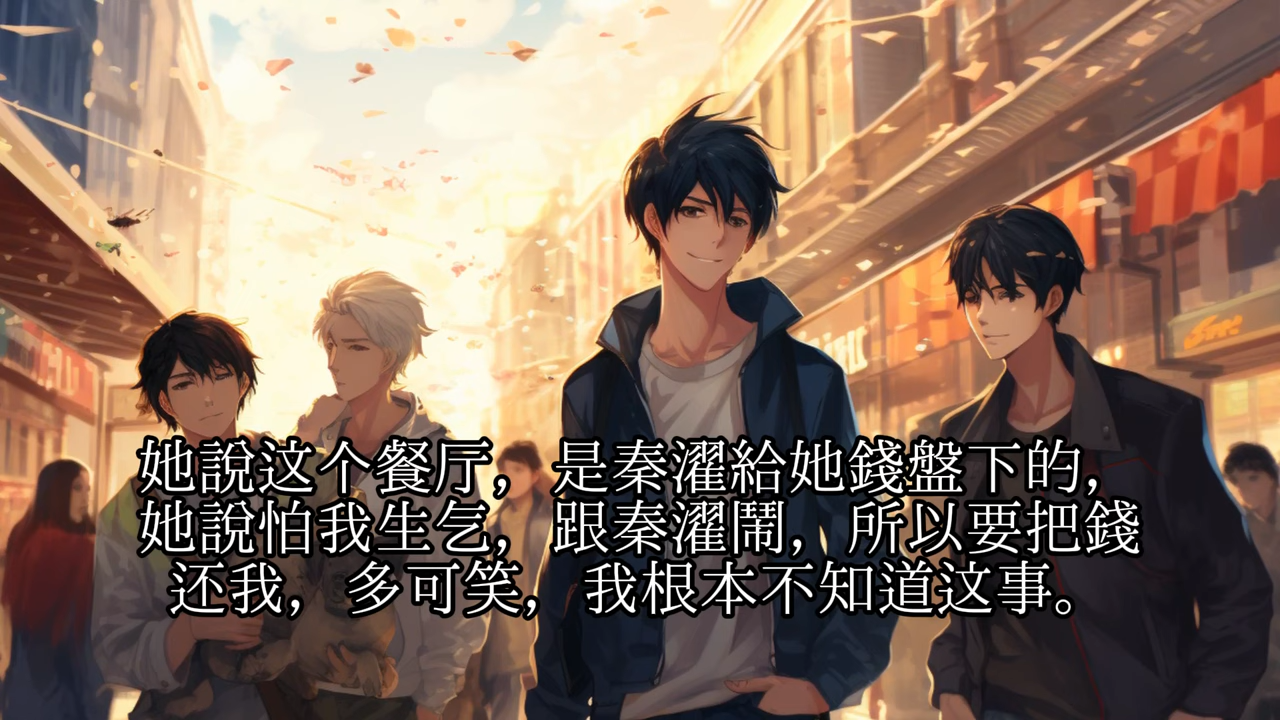 她說这个餐厅，是秦濯給她錢盤下的，
她說怕我生乞，跟秦濯鬧，所以要把錢
还我，多可笑，我根本不知道这事。